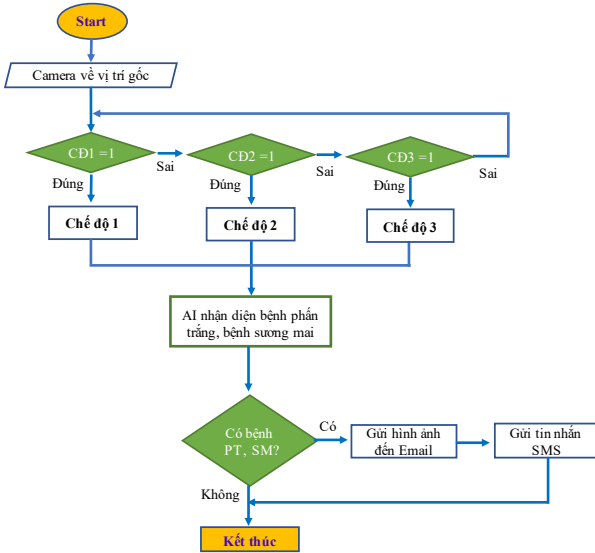 Start
Camera về vị trí gốc
CĐ1 =1
Sai
CĐ2 =1
Sai
CĐ3 =1
Sai
Đúng
Đúng
Đúng
Chế độ 1
Chế độ 2
Chế độ 3
AI nhận diện bệnh phấn
trắng, bệnh sương mai
Có bệnh
PT, SM?
Có
Gửi hình ảnh
đến Email
Gửi tin nhắn
SMS
Không
Kết thúc